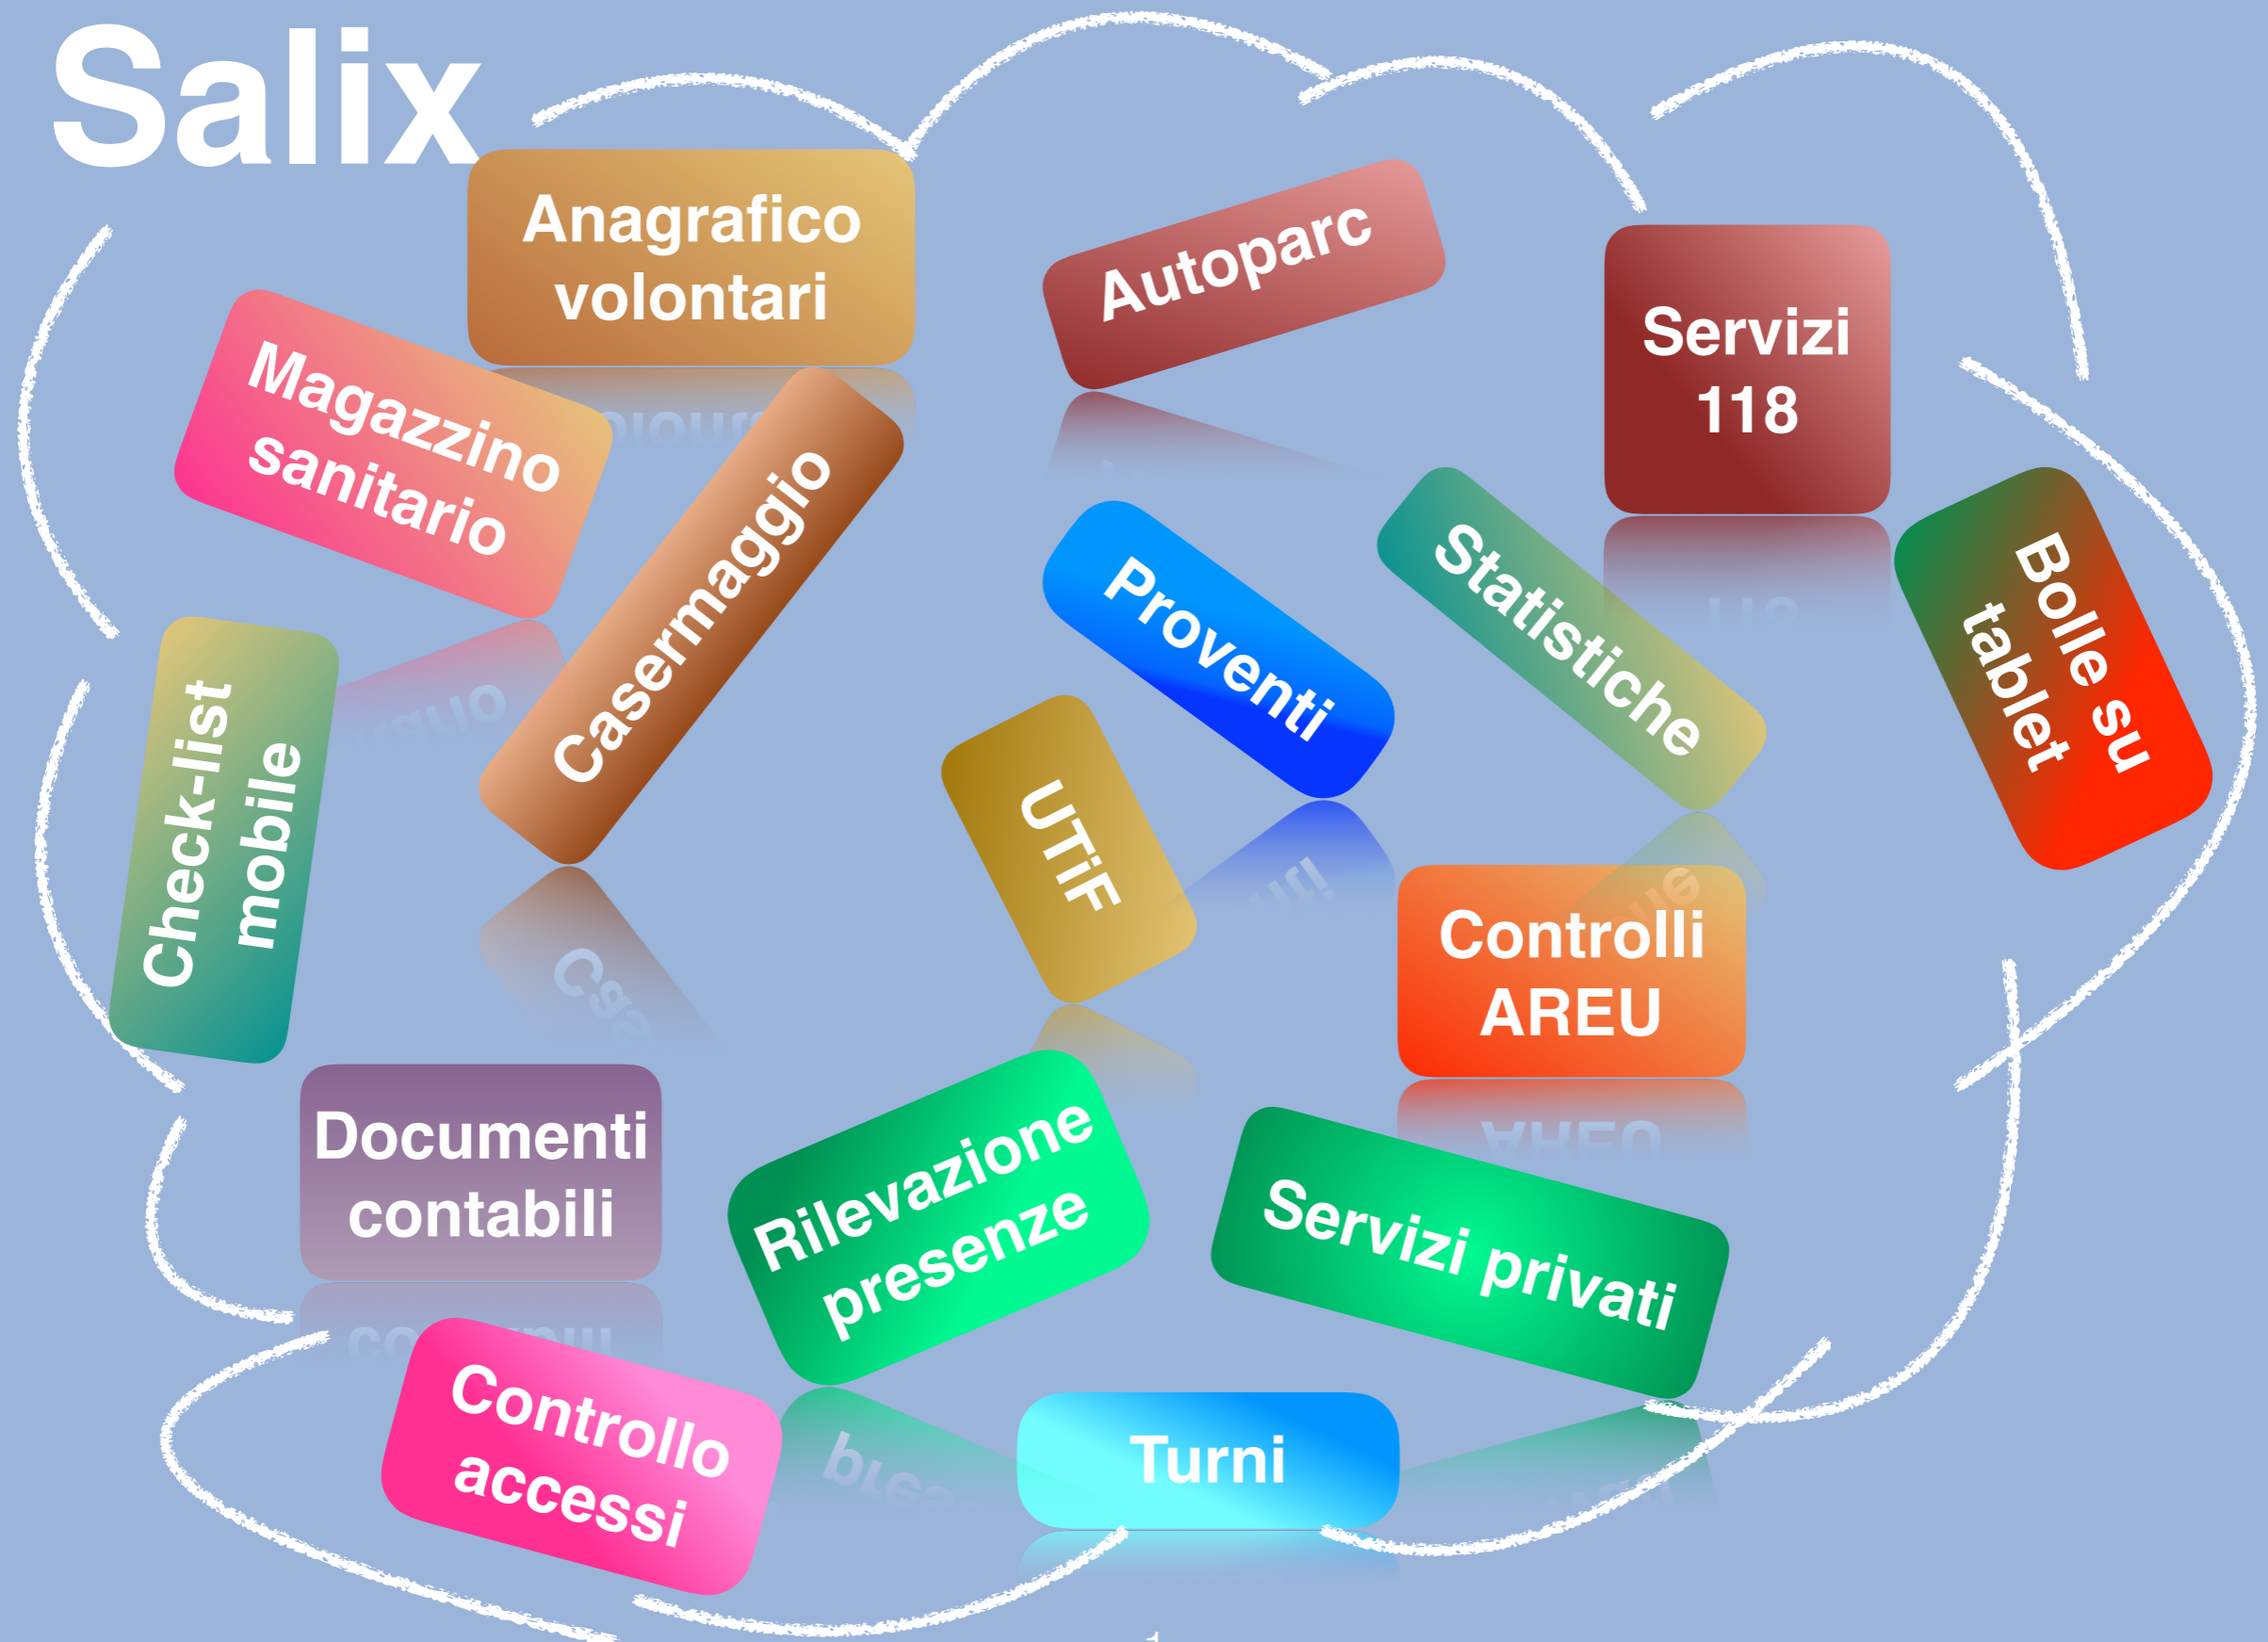 Salix
Anagrafico
volontari
Autoparc
Servizi
118
Magazzino
sanitario
Casermaggio
Proventi
Statistiche
Bolle su
tablet
Check-list
mobile
UTiF
Controlli
AREU
Documenti
contabili
Rilevazione
presenze
Servizi privati
Controllo
accessi
Turni